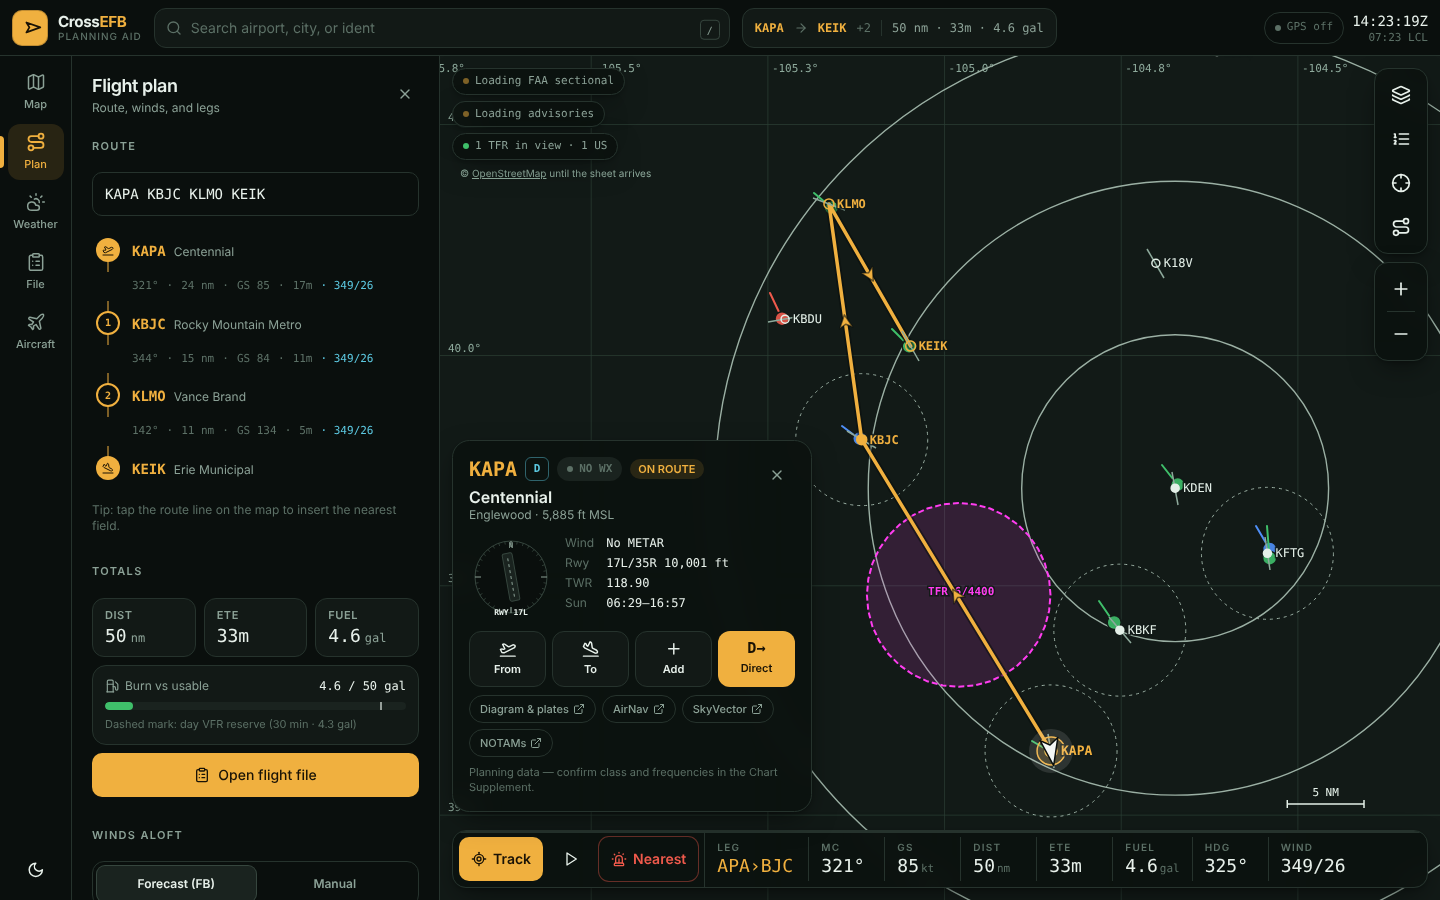 CrossEFB
PLANNING AID
Search airport, city, or ident
/
KAPA → KEIK +2 50 nm · 33m · 4.6 gal
GPS off
14:23:19Z
07:23 LCL
Map
Plan
Weather
File
Aircraft
Flight plan
Route, winds, and legs
ROUTE
KAPA KBJC KLMO KEIK
KAPA Centennial
321° · 24 nm · GS 85 · 17m · 349/26
1 KBJC Rocky Mountain Metro
344° · 15 nm · GS 84 · 11m · 349/26
2 KLMO Vance Brand
142° · 11 nm · GS 134 · 5m · 349/26
KEIK Erie Municipal
Tip: tap the route line on the map to insert the nearest
field.
TOTALS
DIST
50 nm
ETE
33m
FUEL
4.6 gal
Burn vs usable 4.6 / 50 gal
Dashed mark: day VFR reserve (30 min · 4.3 gal)
Open flight file
WINDS ALOFT
Forecast (FB)
Manual
5.8°
-105.3°
-105.0°
-104.8°
-104.5°
Loading FAA sectional
Loading advisories
1 TFR in view · 1 US
© OpenStreetMap until the sheet arrives
40.0°
KLMO
K18V
KBDU
KEIK
KBJC
KDEN
KFTG
KBKF
KAPA
5 NM
KAPA D NO WX ON ROUTE
Centennial
Englewood · 5,885 ft MSL
N
RWY 17L
Wind No METAR
Rwy 17L/35R 10,001 ft
TWR 118.90
Sun 06:29–16:57
From
To
Add
D→
Direct
Diagram & plates
AirNav
SkyVector
NOTAMs
Planning data — confirm class and frequencies in the Chart
Supplement.
Track
Nearest
LEG
APA›BJC
MC
321°
GS
85 kt
DIST
50 nm
ETE
33m
FUEL
4.6 gal
HDG
325°
WIND
349/26